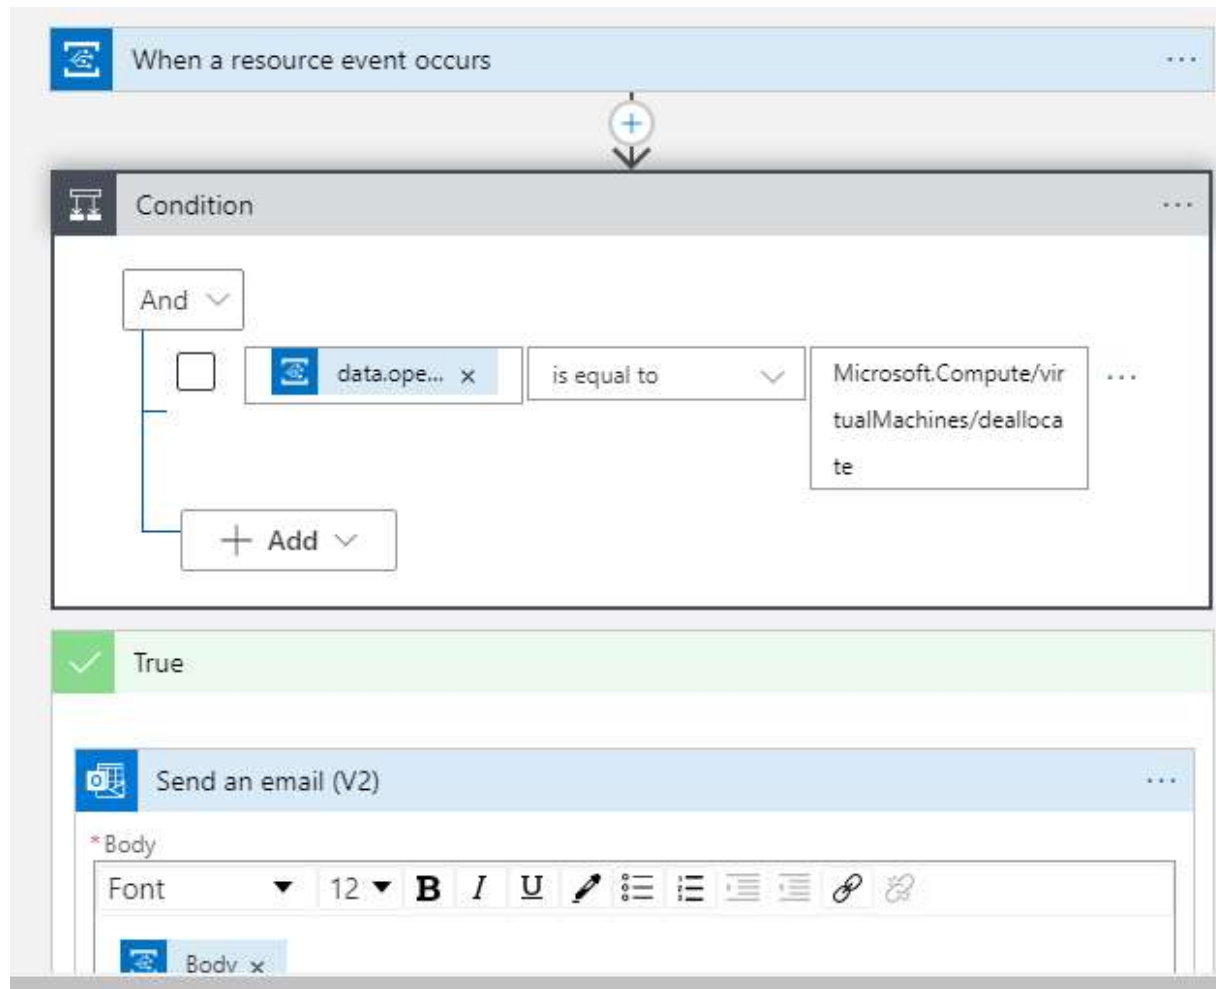 When a resource event occurs
Condition
And
data.ope... × is equal to Microsoft.Compute/vir
tualMachines/dealloca
te
+ Add
True
Send an email (V2)
*Body
Font 12 B I U
Body ×